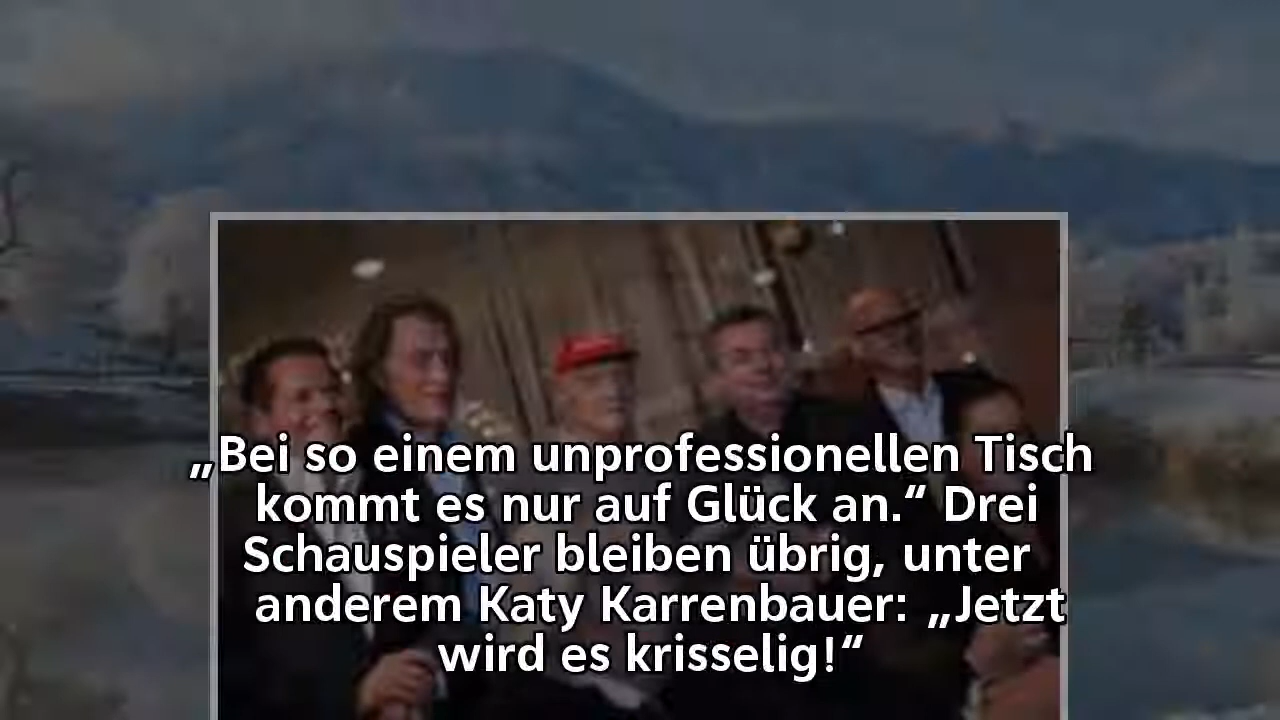 „Bei so einem unprofessionellen Tisch
kommt es nur auf Glück an.“ Drei
Schauspieler bleiben übrig, unter
anderem Katy Karrenbauer: „Jetzt
wird es krisselig!“